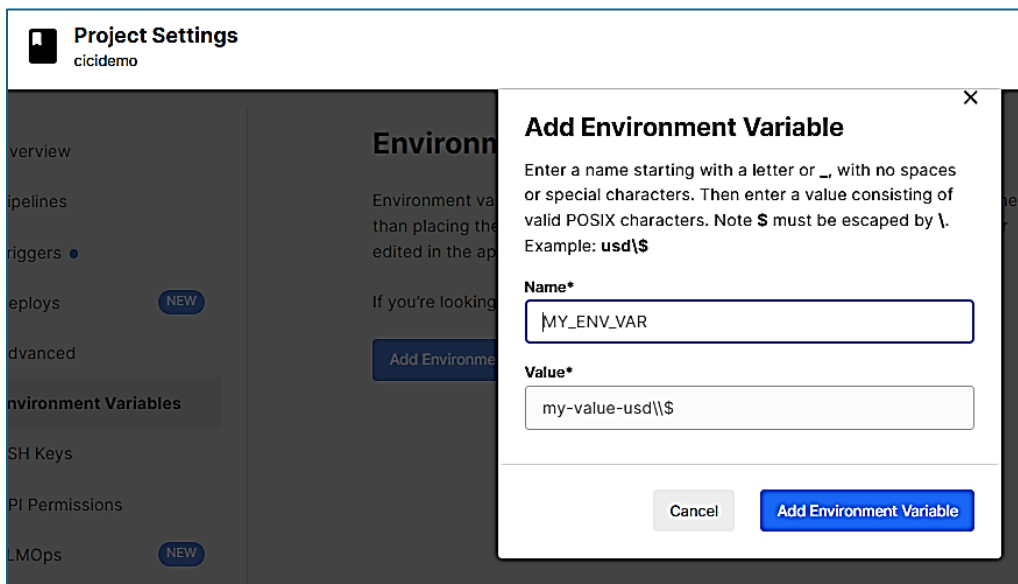 Project Settings
cicidemo
verview
ipelines
riggers
eploys NEW
dvanced
nvironment Variables
SH Keys
PI Permissions
LMOps NEW
Environn
Environment va
than placing the
edited in the ap
If you're looking
Add Environme
Add Environment Variable
Enter a name starting with a letter or _, with no spaces
or special characters. Then enter a value consisting of
valid POSIX characters. Note $ must be escaped by \.
Example: usd\$
Name*
MY_ENV_VAR
Value*
my-value-usd\\$
Cancel
Add Environment Variable